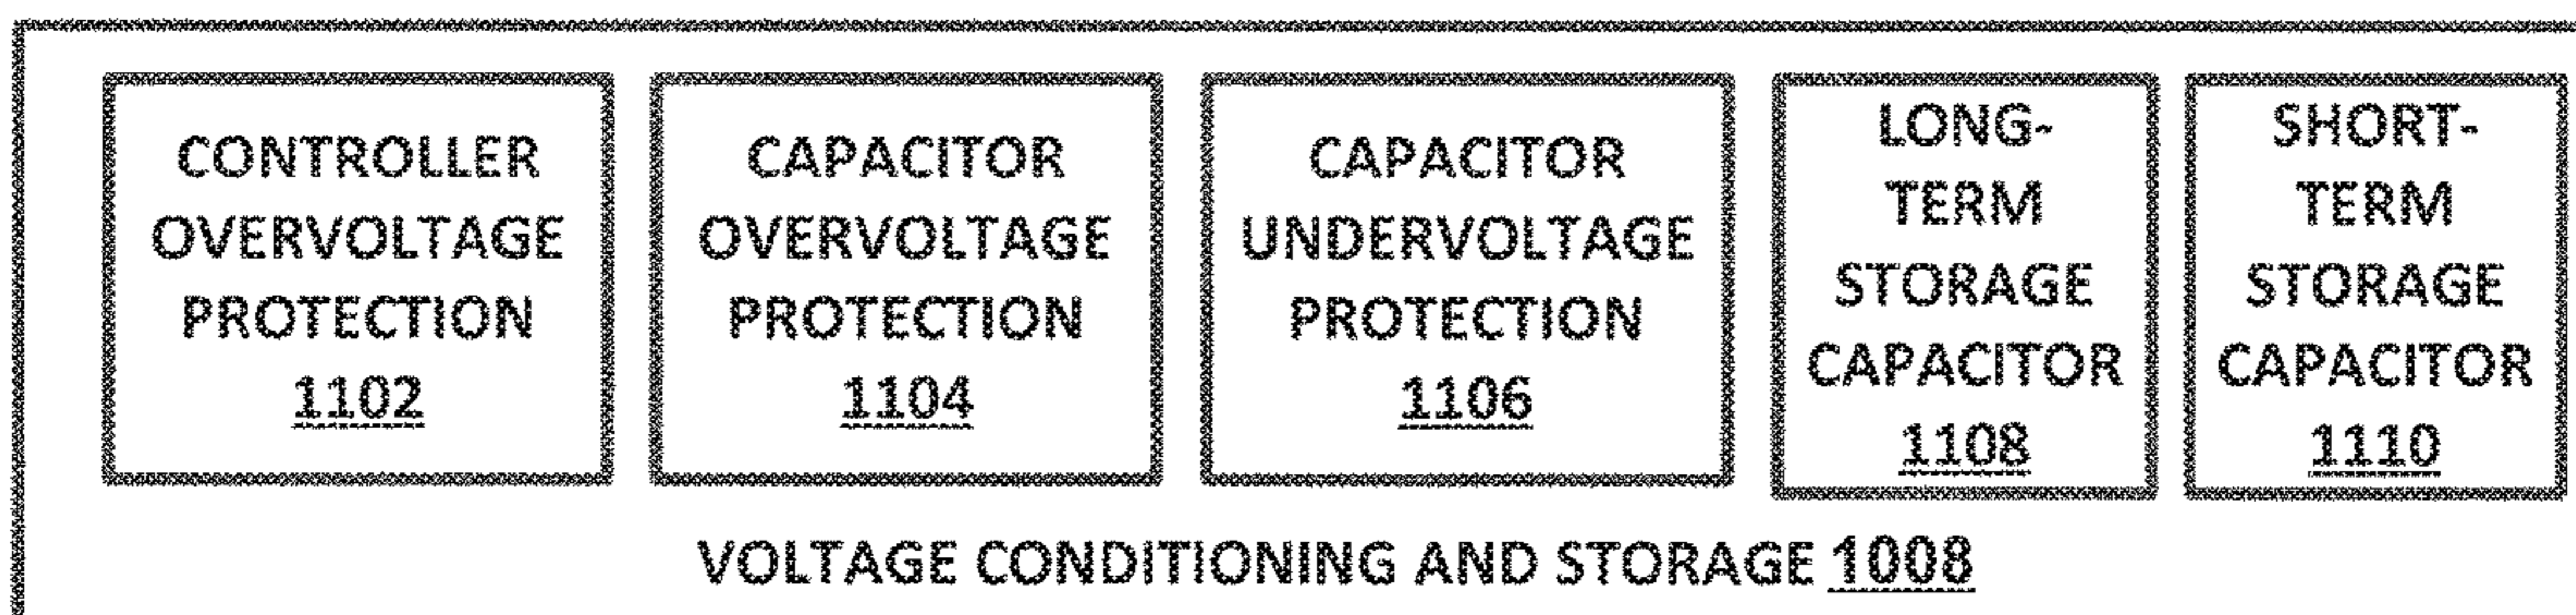 CONTROLLER
OVERVOLTAGE
PROTECTION
1102
CAPACITOR
OVERVOLTAGE
PROTECTION
1104
CAPACITOR
UNDERVOLTAGE
PROTECTION
1106
LONG-
TERM
STORAGE
CAPACITOR
1108
SHORT-
TERM
STORAGE
CAPACITOR
1110
VOLTAGE CONDITIONING AND STORAGE 1008